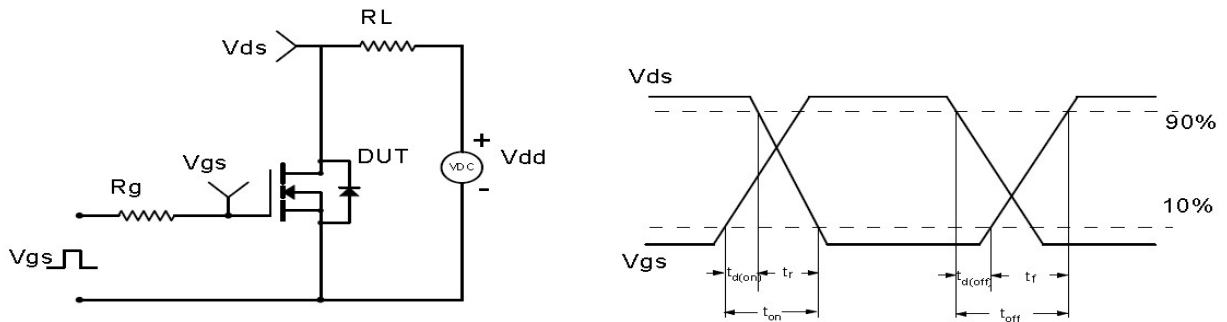 RL
Vds
Vgs
DUT
+
VDC
Vdd
-
Rg
Vgs
Vds
90%
10%
Vgs
td(on)
tr
td(off)
tf
ton
toff